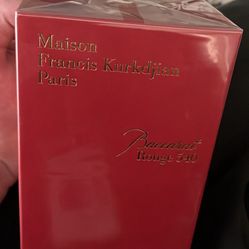 Maison
Francis Kurkdjian
Paris
Baccarat
Rouge 540